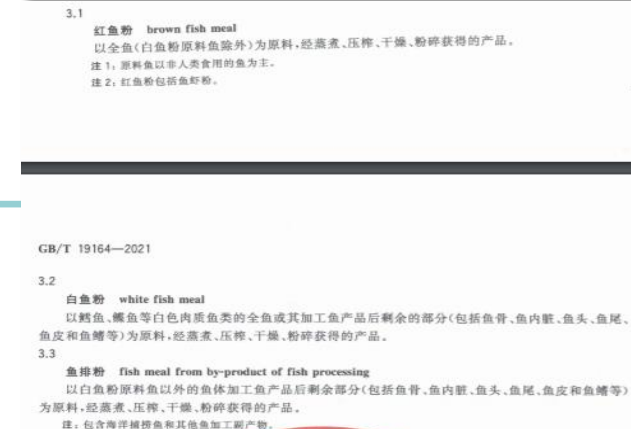 3.1
红鱼粉 brown fish meal
以全鱼(白鱼粉原料鱼除外)为原料,经蒸煮、压榨、干燥、粉碎获得的产品。
注1:原料鱼以非人类食用的鱼为主。
注2:红鱼粉包括鱼虾粉。
GB/T 19164—2021
3.2
白鱼粉 white fish meal
以鳕鱼、鲽鱼等白色肉质鱼类的全鱼或其加工鱼产品后剩余的部分(包括鱼骨、鱼内脏、鱼头、鱼尾、
鱼皮和鱼鳍等)为原料,经蒸煮、压榨、干燥、粉碎获得的产品。
3.3
鱼排粉 fish meal from by-product of fish processing
以白鱼粉原料鱼以外的鱼体加工鱼产品后剩余部分(包括鱼骨、鱼内脏、鱼头、鱼尾、鱼皮和鱼鳍等)
为原料,经蒸煮、压榨、干燥、粉碎获得的产品。
注:包含海洋捕捞鱼和其他鱼加工副产物。